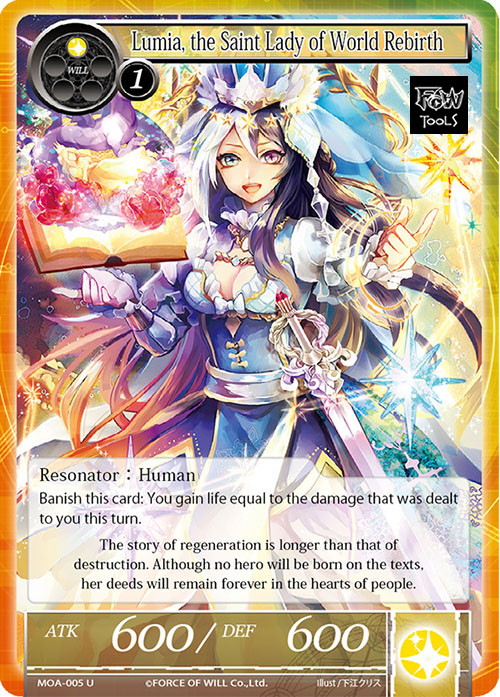 Lumia, the Saint Lady of World Rebirth
WILL
1
FoW
TOOLS
Resonator : Human
Banish this card: You gain life equal to the damage that was dealt
to you this turn.
The story of regeneration is longer than that of
destruction. Although no hero will be born on the texts,
her deeds will remain forever in the hearts of people.
ATK 600 / DEF 600
MOA-005 U ©FORCE OF WILL Co.,Ltd. Illust / 下江クリス